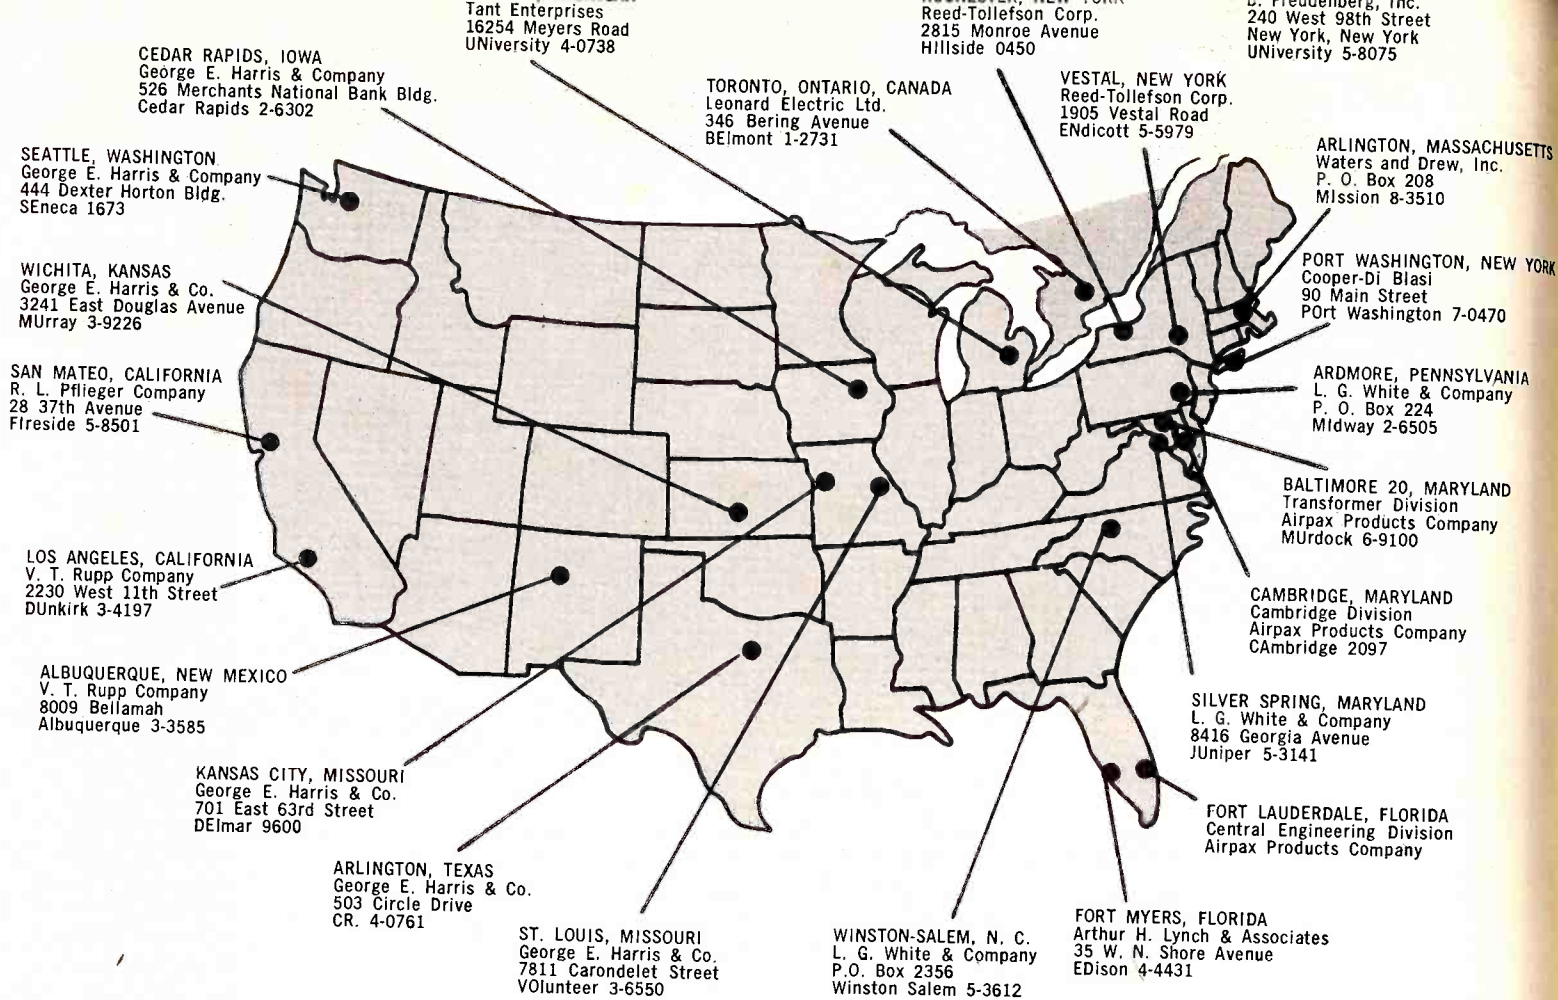 Tant Enterprises
16254 Meyers Road
UNiversity 4-0738
Reed-Tollefson Corp.
2815 Monroe Avenue
HIllside 0450
240 West 98th Street
New York, New York
UNiversity 5-8075
CEDAR RAPIDS, IOWA
George E. Harris & Company
526 Merchants National Bank Bldg.
Cedar Rapids 2-6302
TORONTO, ONTARIO, CANADA
Leonard Electric Ltd.
346 Bering Avenue
BElmont 1-2731
VESTAL, NEW YORK
Reed-Tollefson Corp.
1905 Vestal Road
ENdicott 5-5979
ARLINGTON, MASSACHUSETTS
Waters and Drew, Inc.
P. O. Box 208
MIssion 8-3510
SEATTLE, WASHINGTON
George E. Harris & Company
444 Dexter Horton Bldg.
SEneca 1673
WICHITA, KANSAS
George E. Harris & Co.
3241 East Douglas Avenue
MUrray 3-9226
PORT WASHINGTON, NEW YORK
Cooper-Di Blasi
90 Main Street
POrt Washington 7-0470
SAN MATEO, CALIFORNIA
R. L. Pflieger Company
28 37th Avenue
FIreside 5-8501
ARDMORE, PENNSYLVANIA
L. G. White & Company
P. O. Box 224
MIdway 2-6505
BALTIMORE 20, MARYLAND
Transformer Division
Airpax Products Company
MUrdock 6-9100
LOS ANGELES, CALIFORNIA
V. T. Rupp Company
2230 West 11th Street
DUnkirk 3-4197
CAMBRIDGE, MARYLAND
Cambridge Division
Airpax Products Company
CAmbridge 2097
ALBUQUERQUE, NEW MEXICO
V. T. Rupp Company
8009 Bellamah
Albuquerque 3-3585
SILVER SPRING, MARYLAND
L. G. White & Company
8416 Georgia Avenue
JUniper 5-3141
KANSAS CITY, MISSOURI
George E. Harris & Co.
701 East 63rd Street
DElmar 9600
FORT LAUDERDALE, FLORIDA
Central Engineering Division
Airpax Products Company
ARLINGTON, TEXAS
George E. Harris & Co.
503 Circle Drive
CR. 4-0761
ST. LOUIS, MISSOURI
George E. Harris & Co.
7811 Carondelet Street
VOlunteer 3-6550
WINSTON-SALEM, N. C.
L. G. White & Company
P.O. Box 2356
Winston Salem 5-3612
FORT MYERS, FLORIDA
Arthur H. Lynch & Associates
35 W. N. Shore Avenue
EDison 4-4431